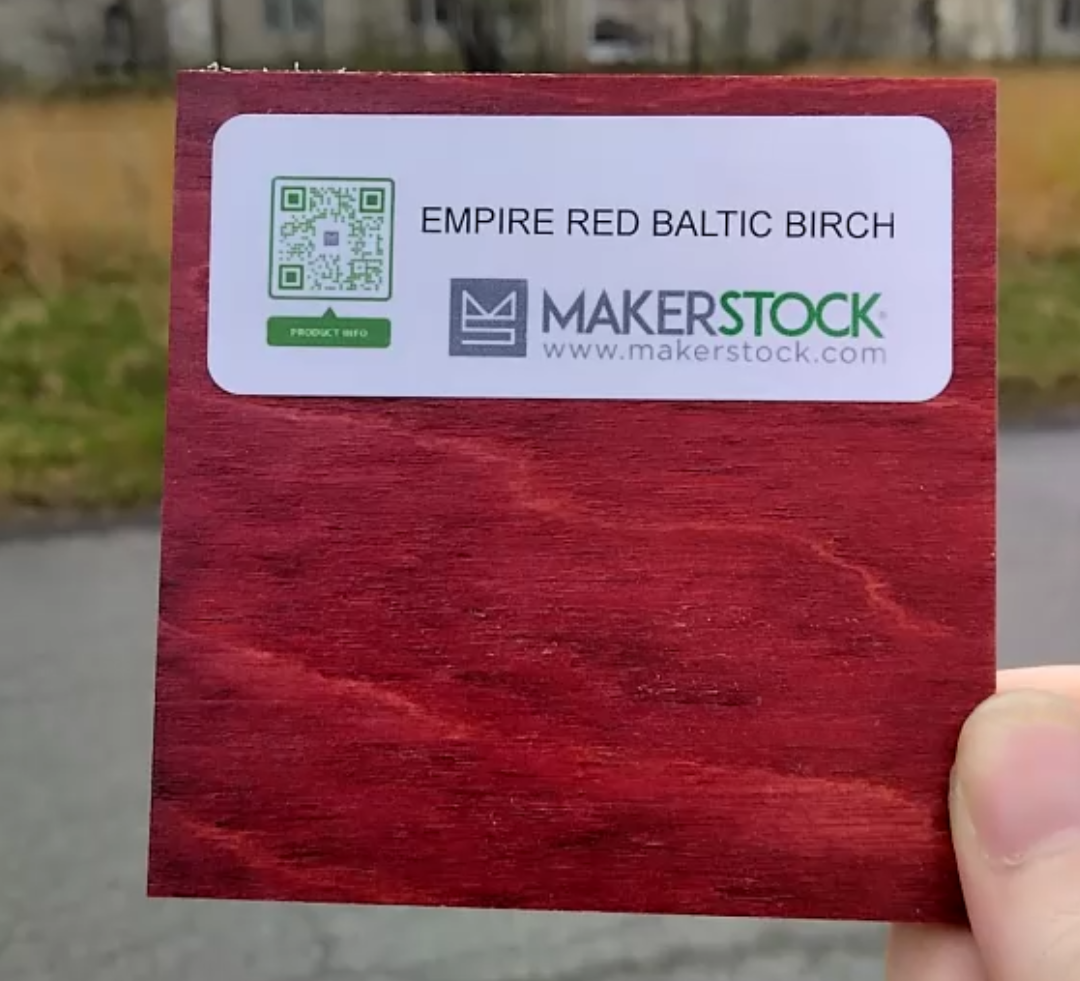 EMPIRE RED BALTIC BIRCH
MAKERSTOCK®
www.makerstock.com
PRODUCT INFO